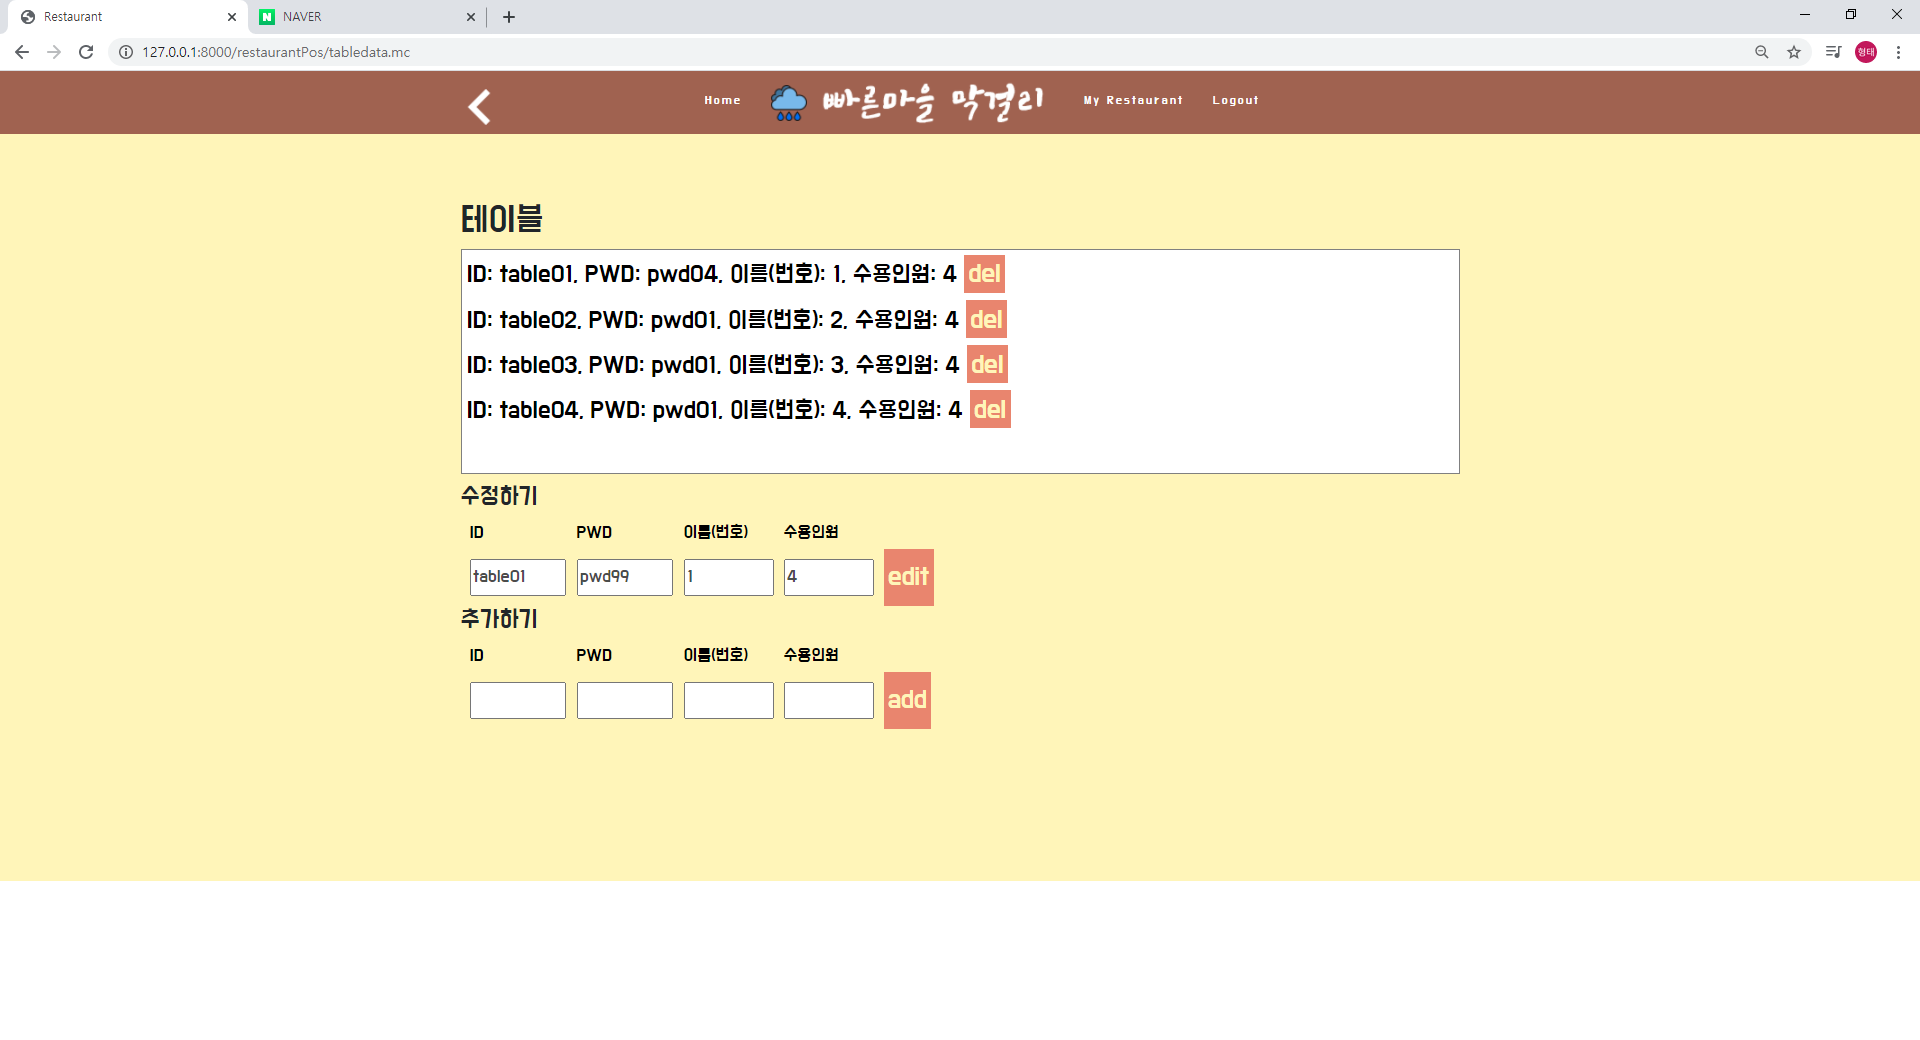 Restaurant
NAVER
127.0.0.1:8000/restaurantPos/tabledata.mc
형태
Home
빠른마을 막걸리
My Restaurant
Logout
테이블
ID: table01, PWD: pwd04, 이름(번호): 1, 수용인원: 4 del
ID: table02, PWD: pwd01, 이름(번호): 2, 수용인원: 4 del
ID: table03, PWD: pwd01, 이름(번호): 3, 수용인원: 4 del
ID: table04, PWD: pwd01, 이름(번호): 4, 수용인원: 4 del
수정하기
ID PWD 이름(번호) 수용인원
table01 pwd99 1 4 edit
추가하기
ID PWD 이름(번호) 수용인원
add